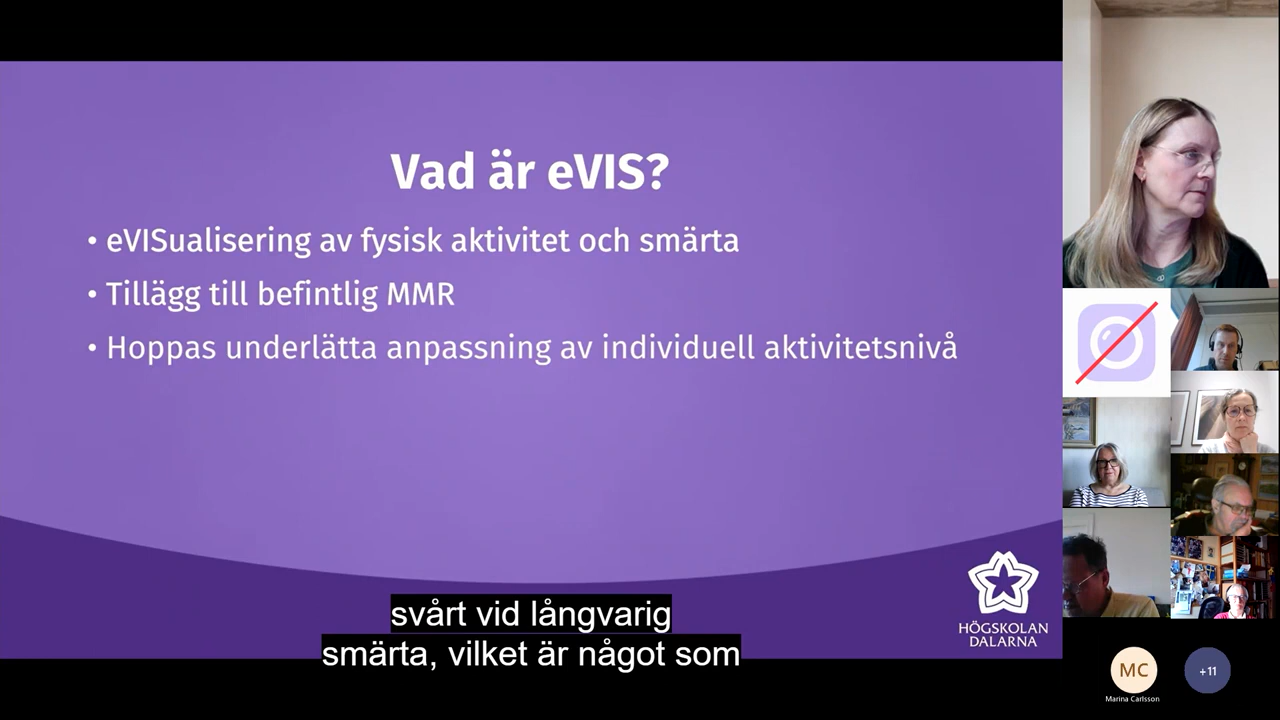 Vad är eVIS?
• eVISualisering av fysisk aktivitet och smärta
• Tillägg till befintlig MMR
• Hoppas underlätta anpassning av individuell aktivitetsnivå
HÖGSKOLAN
DALARNA
svårt vid långvarig
smärta, vilket är något som
MC
Marina Carlsson
+11